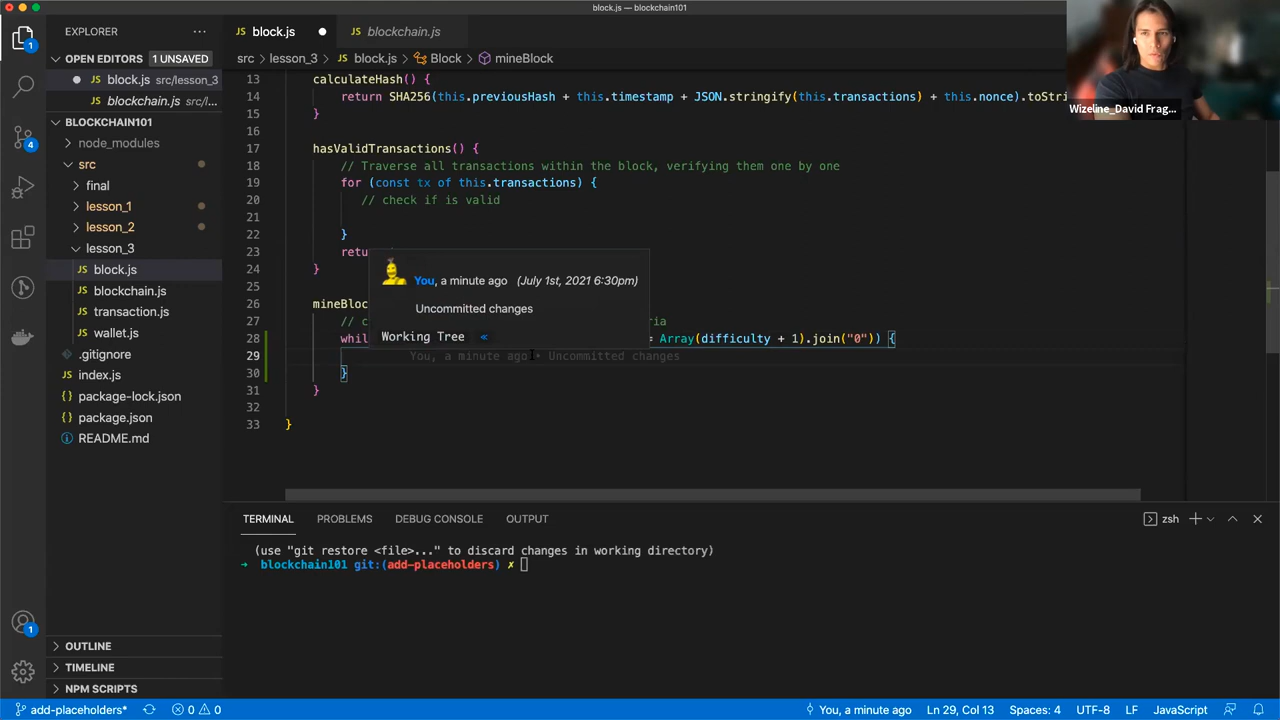 block.js — blockchain101
EXPLORER
block.js
blockchain.js
OPEN EDITORS
1 UNSAVED
block.js src/lesson_3
blockchain.js src/l...
BLOCKCHAIN101
node_modules
src
final
lesson_1
lesson_2
lesson_3
block.js
blockchain.js
transaction.js
wallet.js
.gitignore
index.js
package-lock.json
package.json
README.md
OUTLINE
TIMELINE
NPM SCRIPTS
1
4
1
src > lesson_3 > block.js > Block > mineBlock
13 calculateHash() {
14 return SHA256(this.previousHash + this.timestamp + JSON.stringify(this.transactions) + this.nonce).toStri
15 }
16
17 hasValidTransactions() {
18 // Traverse all transactions within the block, verifying them one by one
19 for (const tx of this.transactions) {
20 // check if is valid
21
22 }
23 retu
24 }
25
26 mineBloc
27 // c ria
28 whil = Array(difficulty + 1).join("0")) {
29 You, a minute ago • Uncommitted changes
30 }
31 }
32
33 }
You, a minute ago (July 1st, 2021 6:30pm)
Uncommitted changes
Working Tree «
Wizeline_David Frag...
TERMINAL PROBLEMS DEBUG CONSOLE OUTPUT
zsh
(use "git restore <file>..." to discard changes in working directory)
➜ blockchain101 git:(add-placeholders) ✗
add-placeholders* 0 0 You, a minute ago Ln 29, Col 13 Spaces: 4 UTF-8 LF JavaScript